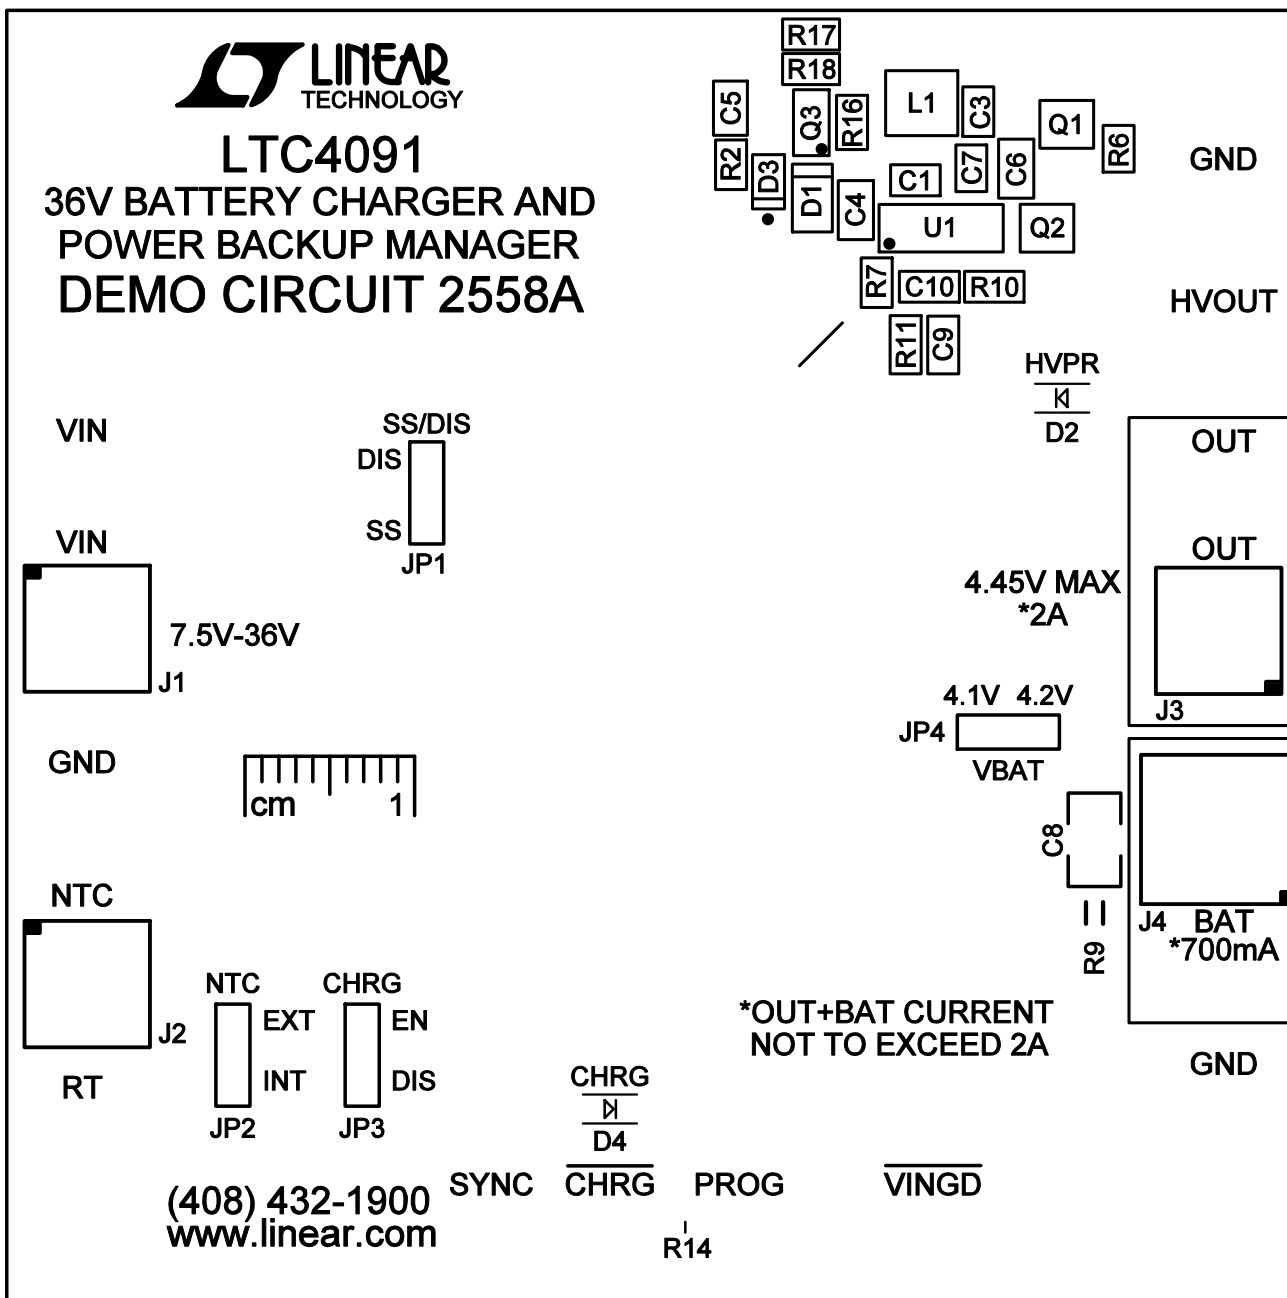 LINEAR
TECHNOLOGY
LTC4091
36V BATTERY CHARGER AND
POWER BACKUP MANAGER
DEMO CIRCUIT 2558A
R17
R18
C5
Q3
R16
L1
C3
Q1
R6
GND
R2
D3
D1
C4
C1
C7
C6
U1
Q2
R7
C10
R10
HVOUT
R11
C9
HVPR
D2
VIN
SS/DIS
DIS
SS
JP1
OUT
VIN
OUT
7.5V-36V
J1
4.45V MAX
*2A
J3
4.1V 4.2V
JP4
VBAT
GND
cm 1
C8
NTC
J4 BAT
*700mA
R9
J2
RT
NTC
EXT
INT
JP2
CHRG
EN
DIS
JP3
*OUT+BAT CURRENT
NOT TO EXCEED 2A
GND
CHRG
D4
SYNC CHRG PROG VINGD
(408) 432-1900
www.linear.com
R14